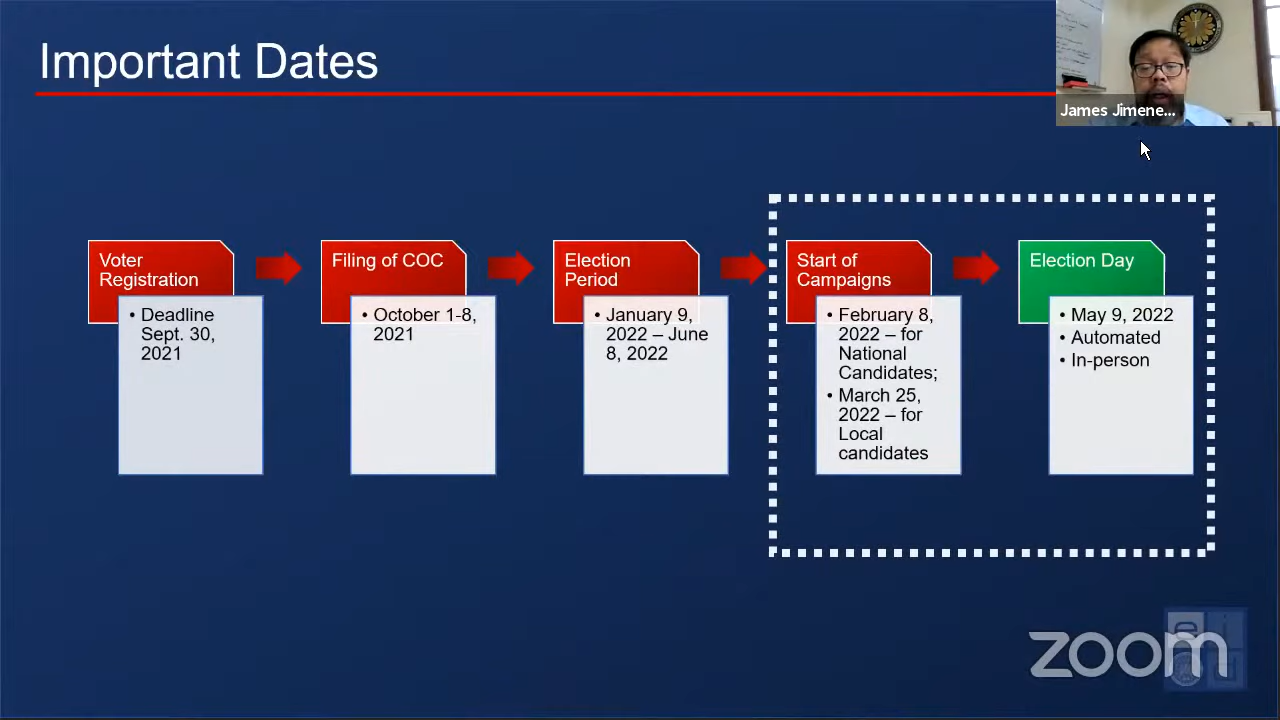 Important Dates
James Jimene...
Voter
Registration
• Deadline
Sept. 30,
2021
Filing of COC
• October 1-8,
2021
Election
Period
• January 9,
2022 – June
8, 2022
Start of
Campaigns
• February 8,
2022 – for
National
Candidates;
• March 25,
2022 – for
Local
candidates
Election Day
• May 9, 2022
• Automated
• In-person
zoom